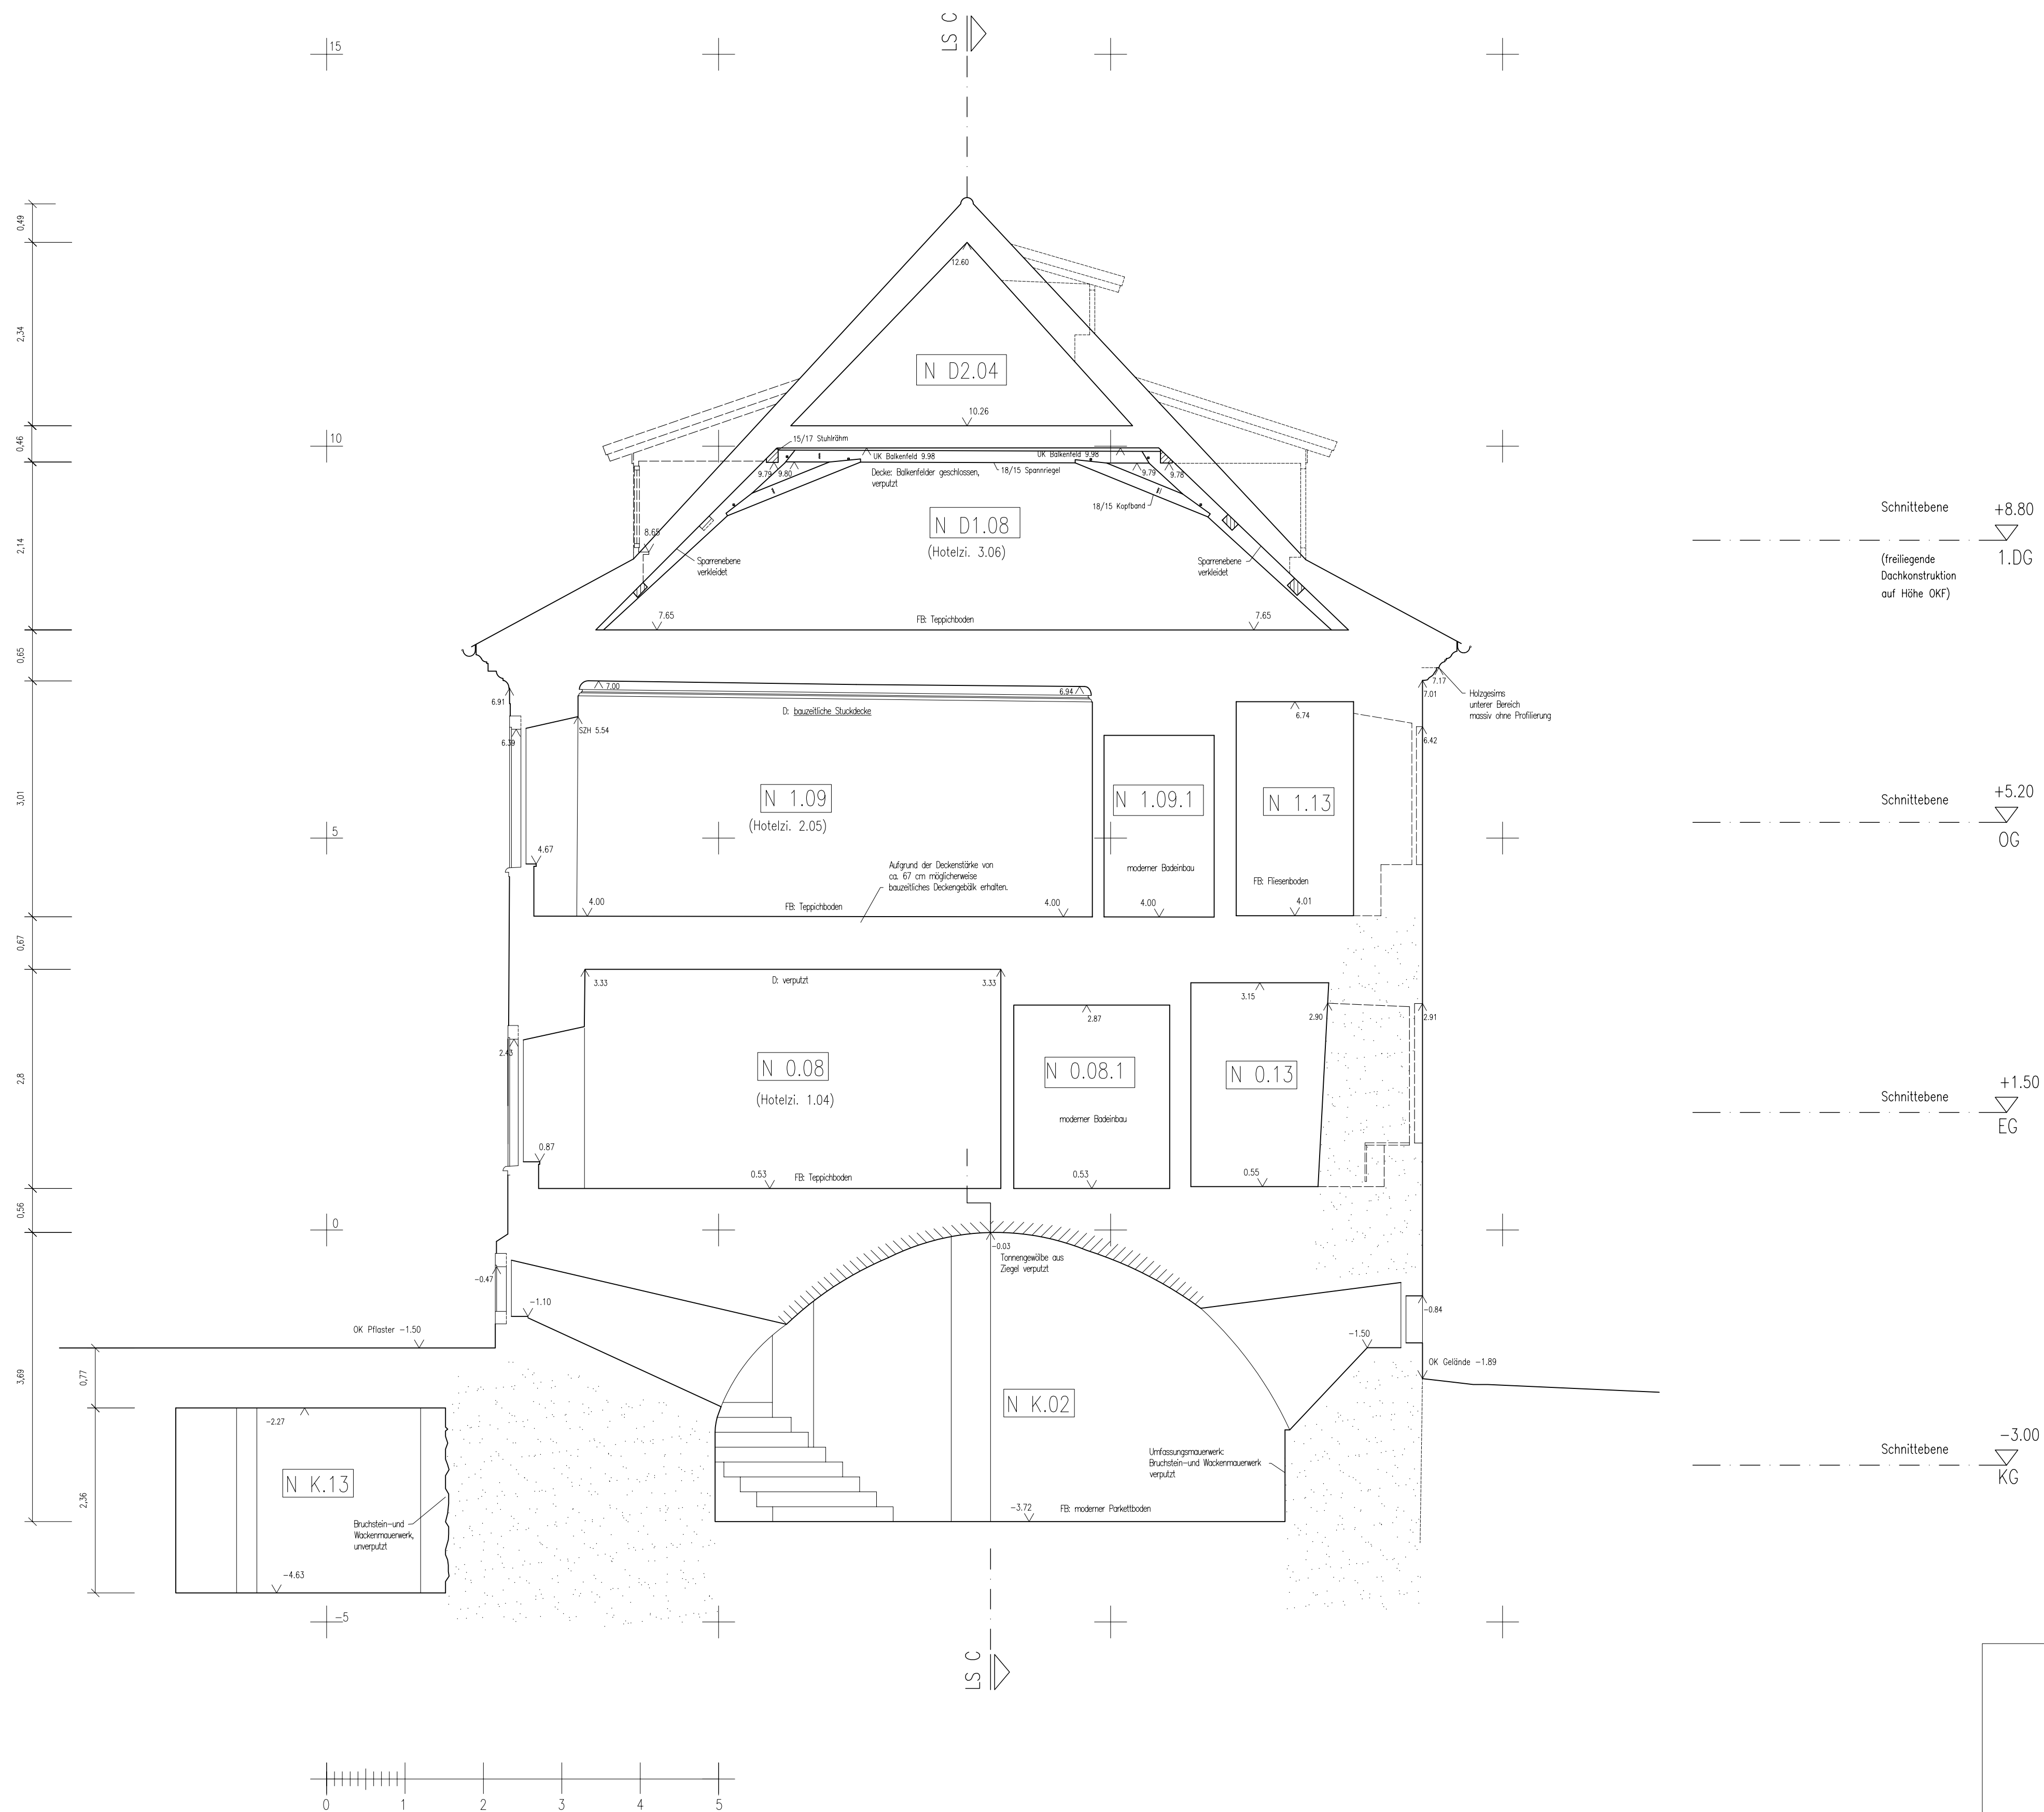 LS C
15
0,49
12.60
2,34
N D2.04
10.26
10
0,46
15/17 Stuhlrähm
UK Balkenfeld 9.98
UK Balkenfeld 9.98
9.79
9.80
Decke: Balkenfelder geschlossen,
verputzt
18/15 Spannriegel
9.79
9.78
18/15 Kopfband
N D1.08
(Hotelzi. 3.06)
2,14
8.65
Sparrenebene
verkleidet
Sparrenebene
verkleidet
Schnittebene
+8.80
1.DG
(freiliegende
Dachkonstruktion
auf Höhe OKF)
7.65
FB: Teppichboden
7.65
0,65
7.17
7.00
6.94
7.01
6.91
Holzgesims
unterer Bereich
massiv ohne Profilierung
D: bauzeitliche Stuckdecke
6.74
SZH 5.54
6.39
6.42
3,01
N 1.09
(Hotelzi. 2.05)
N 1.09.1
N 1.13
Schnittebene
+5.20
OG
5
4.67
Aufgrund der Deckenstärke von
ca. 67 cm möglicherweise
bauzeitliches Deckengebälk erhalten.
moderner Badeinbau
FB: Fliesenboden
4.00
FB: Teppichboden
4.00
4.00
4.01
0,67
3.33
D: verputzt
3.33
3.15
2.87
2.90
2.91
2.43
2,8
N 0.08
(Hotelzi. 1.04)
N 0.08.1
N 0.13
moderner Badeinbau
Schnittebene
+1.50
EG
0.87
0.53
FB: Teppichboden
0.53
0.55
0,56
0
-0.03
Tonnengewölbe aus
Ziegel verputzt
-0.47
-1.10
-0.84
OK Pflaster -1.50
-1.50
OK Gelände -1.89
3,69
0,77
N K.02
-2.27
N K.13
Umfassungsmauerwerk:
Bruchstein-und Wackenmauerwerk
verputzt
Schnittebene
-3.00
KG
2,36
Bruchstein-und
Wackenmauerwerk,
unverputzt
-3.72
FB: moderner Parkettboden
-4.63
-5
LS C
0 1 2 3 4 5